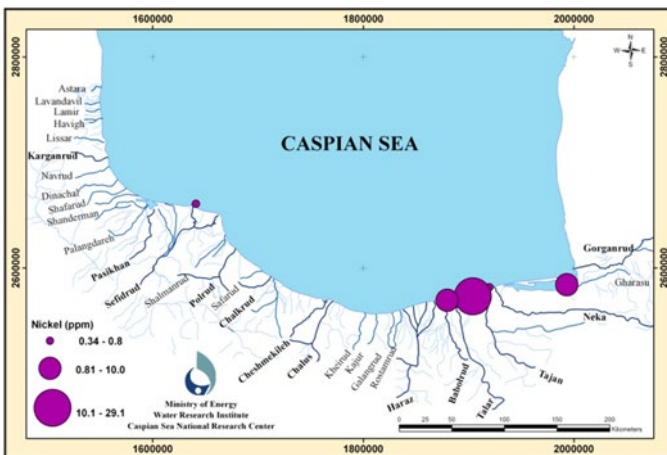 1600000 1800000 2000000
2800000 2800000
N
W E
S
Astara
Lavandavil
Lamir
Havigh
Lissar
Karganrud
Navrud
Dinachal
Shafarud
Shanderman
Palangdareh
Pasikhan
Sefidrud
Shalmanrud
Polrud
Safarud
Chalkrud
Cheshmekileh
Chalus
Kheirud
Kajur
Galangrud
Rostamrud
Haraz
Babolrud
Talar
Tajan
Neka
Gharasu
Gorganrud
CASPIAN SEA
2600000 2600000
Nickel (ppm)
0.34 - 0.8
0.81 - 10.0
10.1 - 29.1
Ministry of Energy
Water Research Institute
Caspian Sea National Research Center
0 25 50 100 150 200
Kilometers
1600000 1800000 2000000